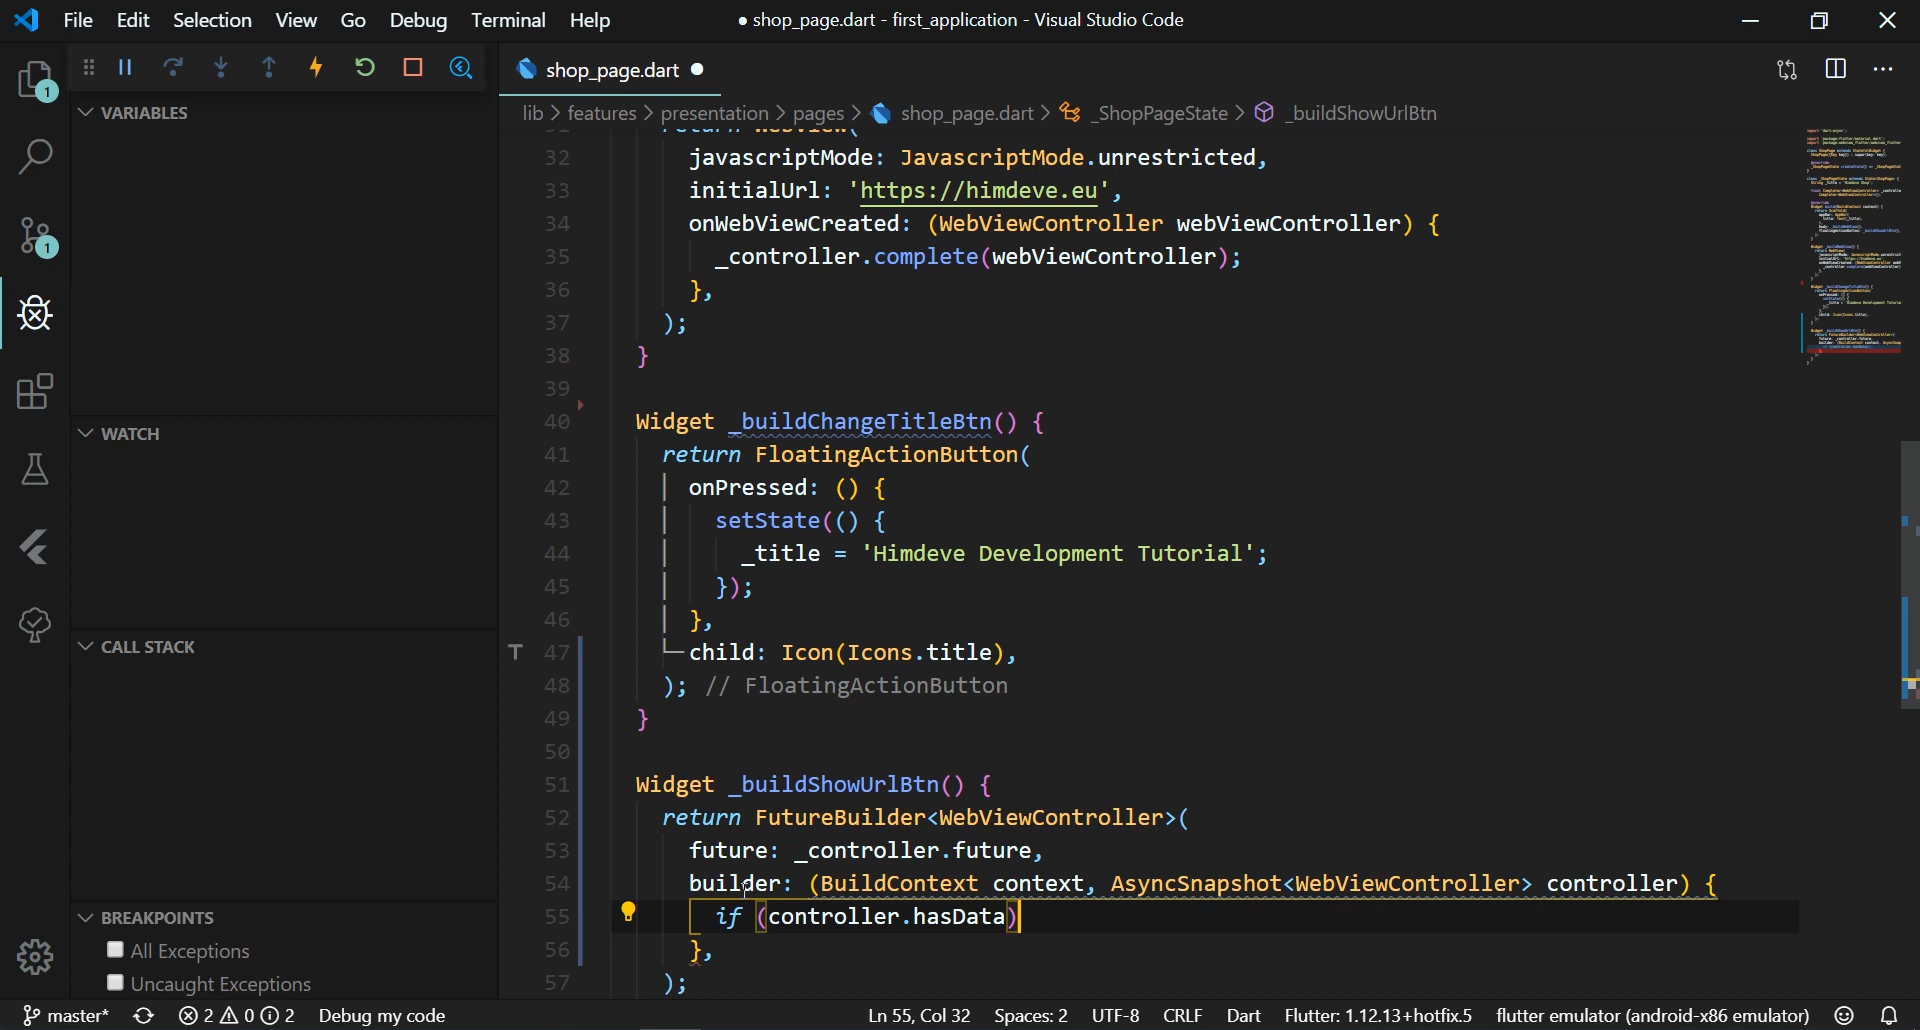 File Edit Selection View Go Debug Terminal Help
● shop_page.dart - first_application - Visual Studio Code
1
shop_page.dart ●
VARIABLES
lib > features > presentation > pages > shop_page.dart > _ShopPageState > _buildShowUrlBtn
return WebView(
32 javascriptMode: JavascriptMode.unrestricted,
33 initialUrl: 'https://himdeve.eu',
34 onWebViewCreated: (WebViewController webViewController) {
35 _controller.complete(webViewController);
36 },
37 );
38 }
39
40 Widget _buildChangeTitleBtn() {
41 return FloatingActionButton(
42 onPressed: () {
43 setState(() {
44 _title = 'Himdeve Development Tutorial';
45 });
46 },
T 47 child: Icon(Icons.title),
48 ); // FloatingActionButton
49 }
50
51 Widget _buildShowUrlBtn() {
52 return FutureBuilder<WebViewController>(
53 future: _controller.future,
54 builder: (BuildContext context, AsyncSnapshot<WebViewController> controller) {
55 if (controller.hasData)
56 },
57 );
1
WATCH
CALL STACK
BREAKPOINTS
All Exceptions
Uncaught Exceptions
master* 2 0 2 Debug my code
Ln 55, Col 32 Spaces: 2 UTF-8 CRLF Dart Flutter: 1.12.13+hotfix.5 flutter emulator (android-x86 emulator)